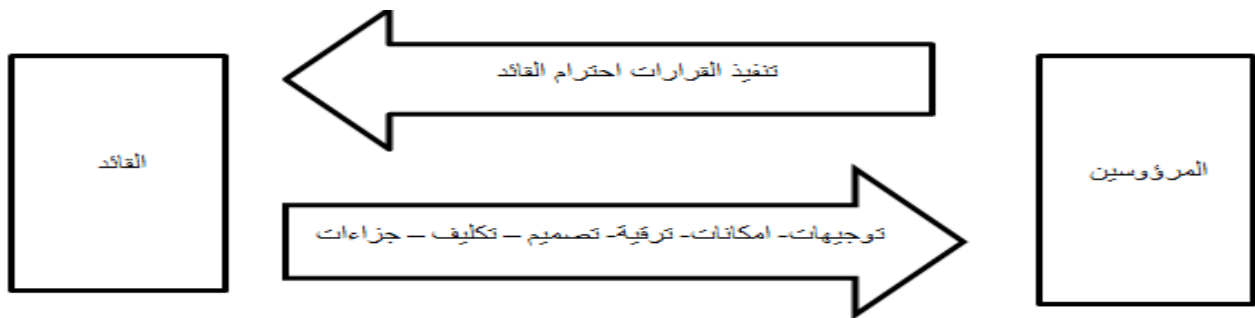 تنفيذ القرارات احترام القائد
المرؤوسين
القائد
توجيهات- امكانات- ترقية- تصميم – تكليف – جزاءات